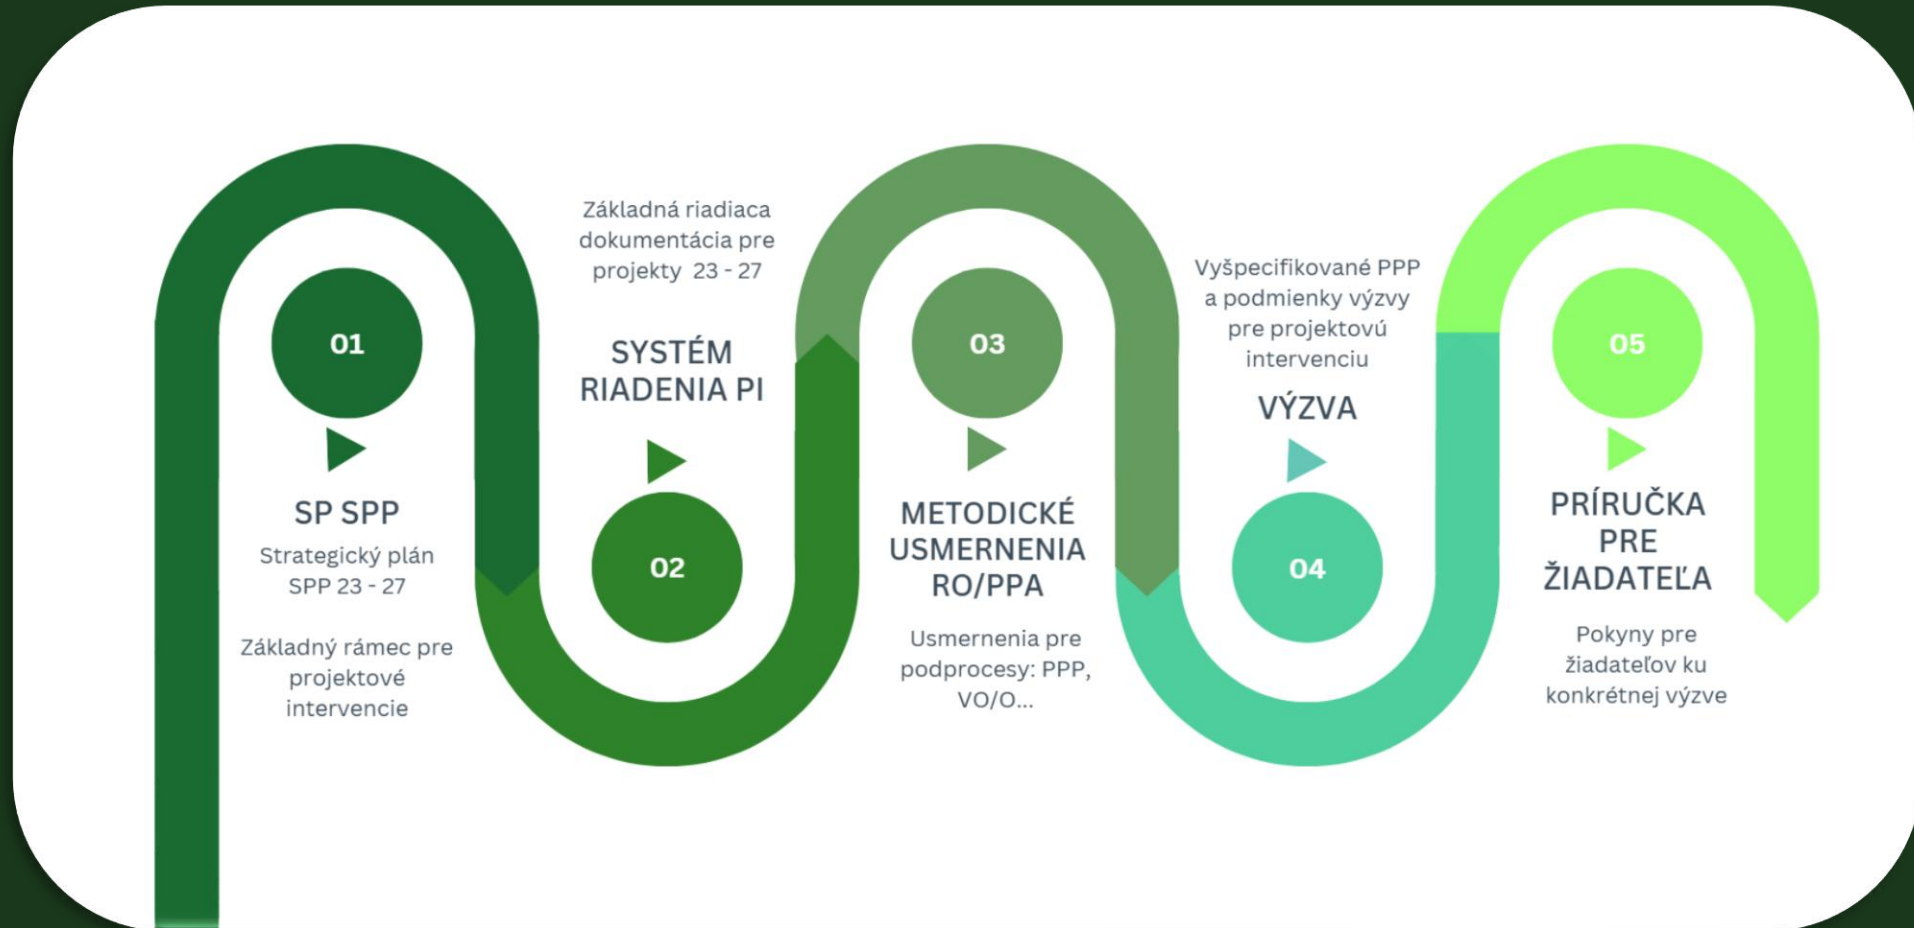 01
SP SPP
Strategický plán
SPP 23 - 27
Základný rámec pre
projektové
intervencie
Základná riadiaca
dokumentácia pre
projekty 23 - 27
SYSTÉM
RIADENIA PI
02
03
METODICKÉ
USMERNENIA
RO/PPA
Usmernenia pre
podprocesy: PPP,
VO/O...
Vyšpecifikované PPP
a podmienky výzvy
pre projektovú
intervenciu
VÝZVA
04
05
PRÍRUČKA
PRE
ŽIADATEĽA
Pokyny pre
žiadateľov ku
konkrétnej výzve